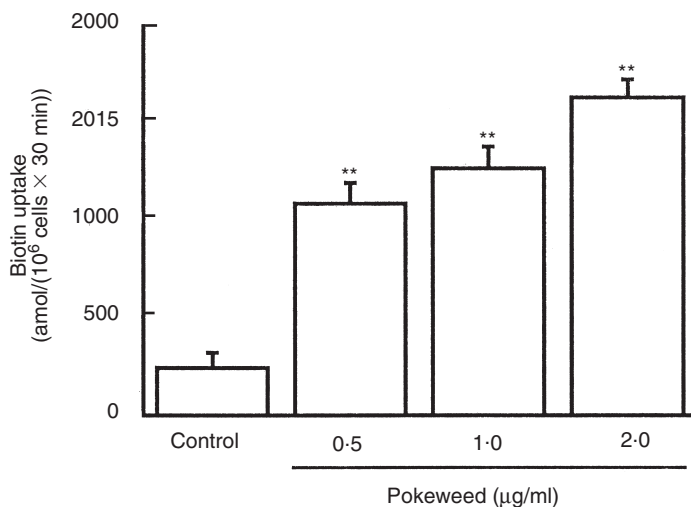 2000
2015
1000
500
0
Biotin uptake
(amol/(10⁶ cells × 30 min))
**
**
**
Control
0·5
1·0
2·0
Pokeweed (μg/ml)